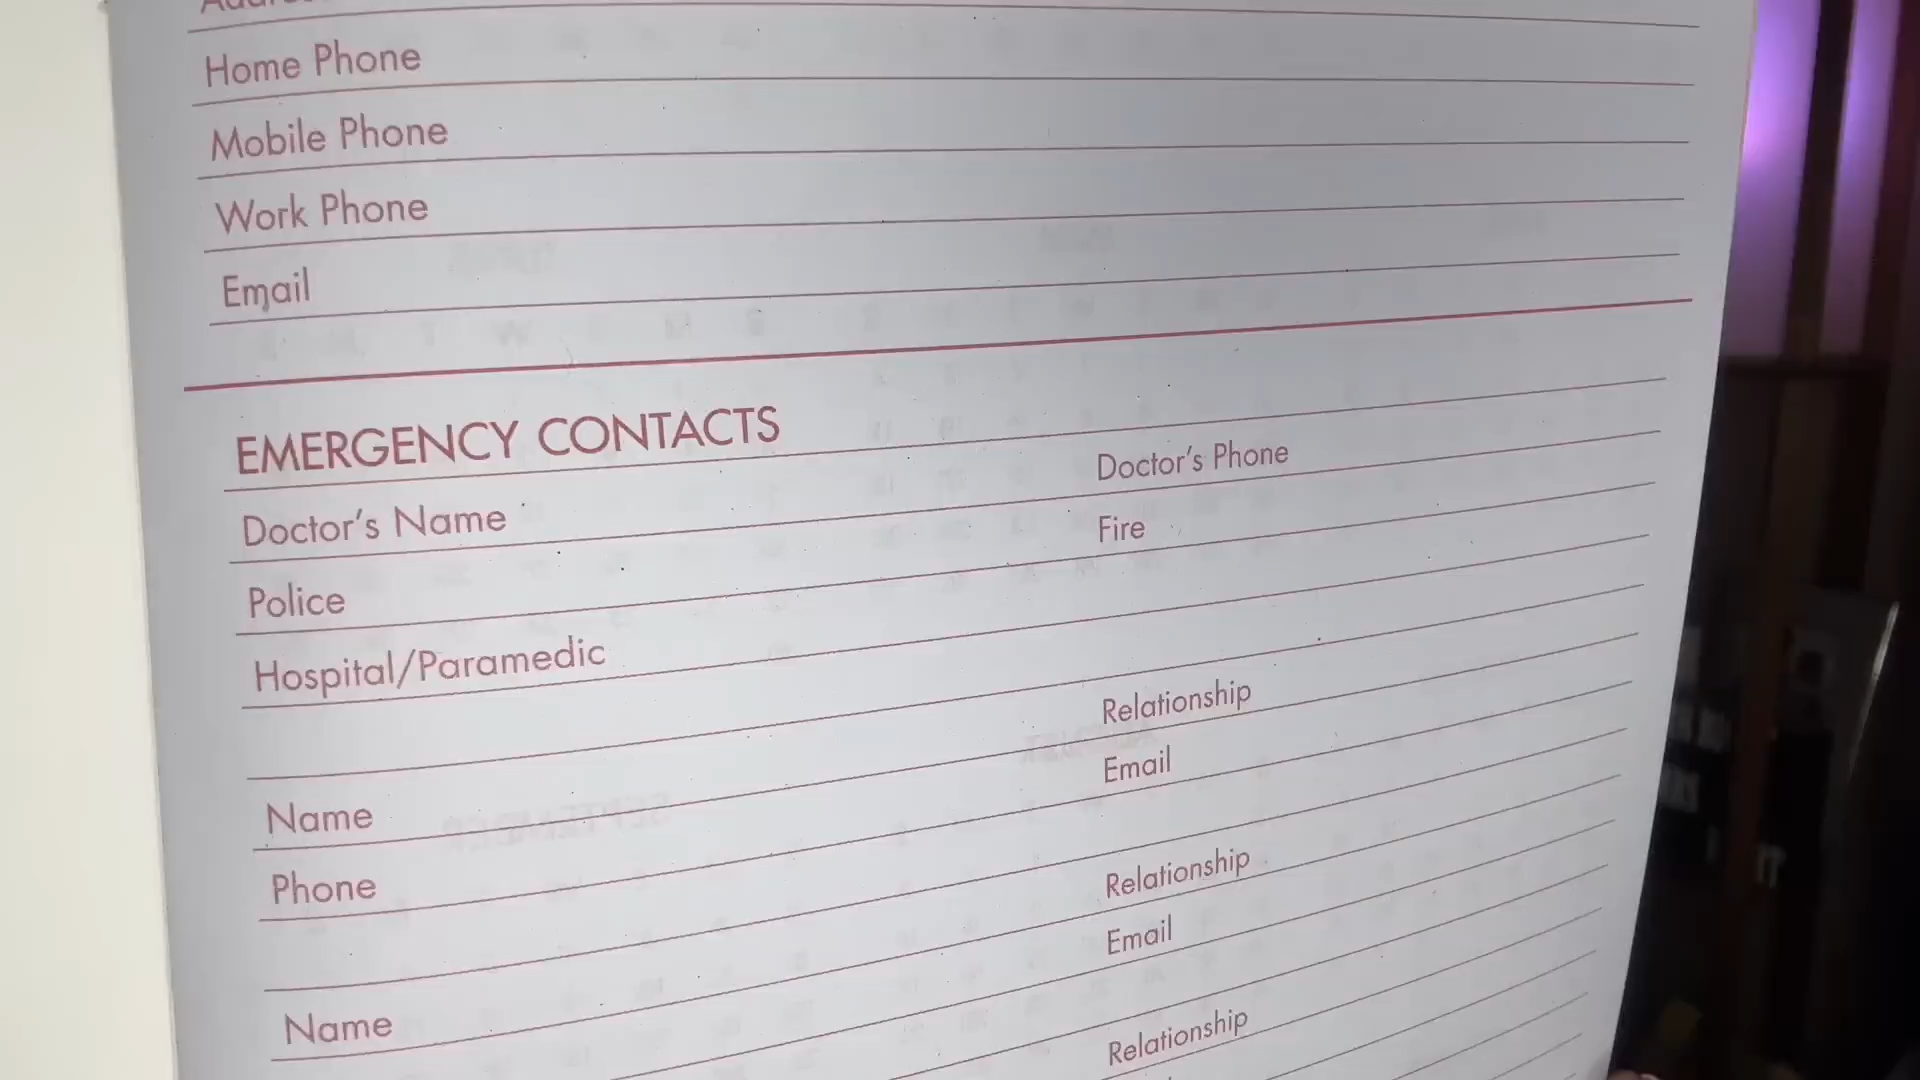 Home Phone
Mobile Phone
Work Phone
Email
EMERGENCY CONTACTS
Doctor's Name Doctor's Phone
Police Fire
Hospital/Paramedic
Name Relationship
Phone Email
Name Relationship
Email
Relationship